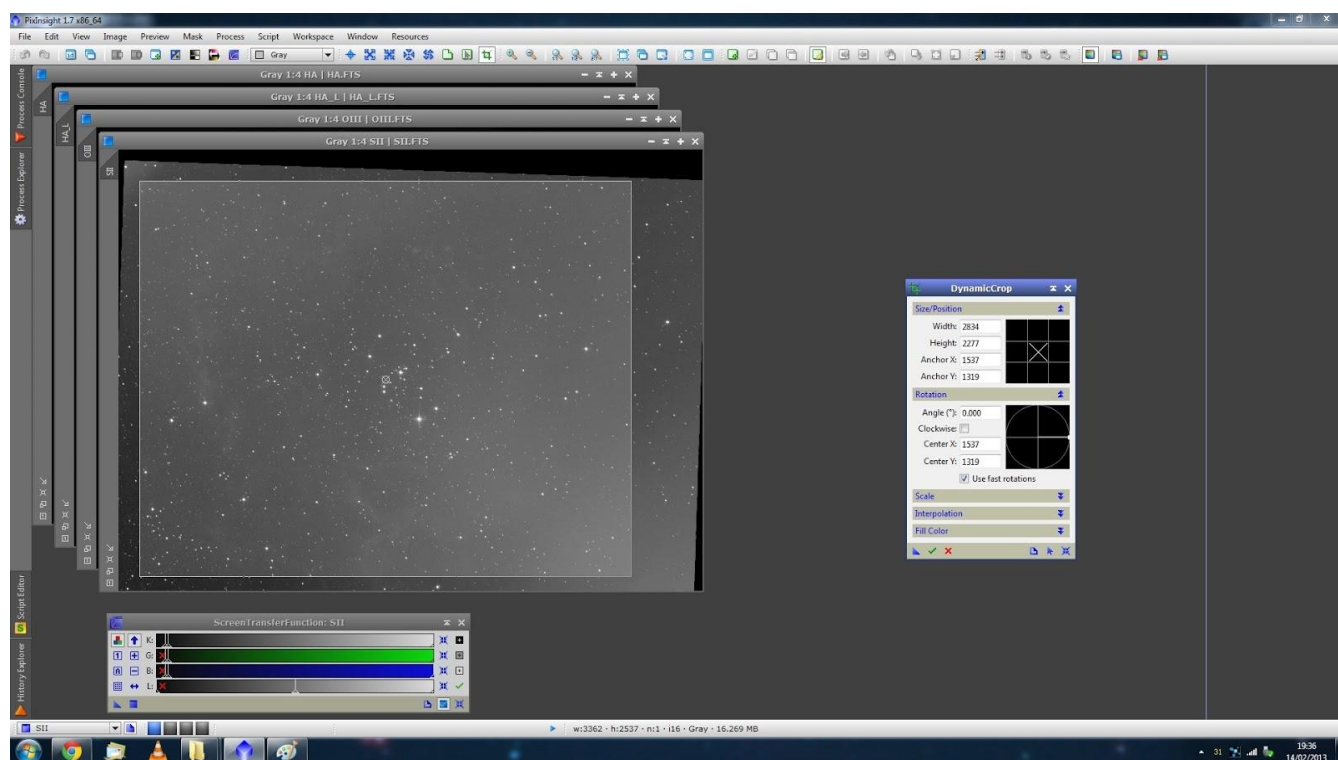 PixInsight 1.7 x86_64
File Edit View Image Preview Mask Process Script Workspace Window Resources
Gray
Process Console
Process Explorer
Script Editor
History Explorer
Gray 1:4 HA | HA.FTS
HA
Gray 1:4 HA_L | HA_L.FTS
HA_L
Gray 1:4 OIII | OIII.FTS
OIII
Gray 1:4 SII | SII.FTS
SII
DynamicCrop
Size/Position
Width: 2834
Height: 2277
Anchor X: 1537
Anchor Y: 1319
Rotation
Angle (°): 0.000
Clockwise:
Center X: 1537
Center Y: 1319
Use fast rotations
Scale
Interpolation
Fill Color
ScreenTransferFunction: SII
K:
G:
B:
L:
SII
w:3362 · h:2537 · n:1 · i16 · Gray · 16.269 MB
31
19:36
14/02/2013